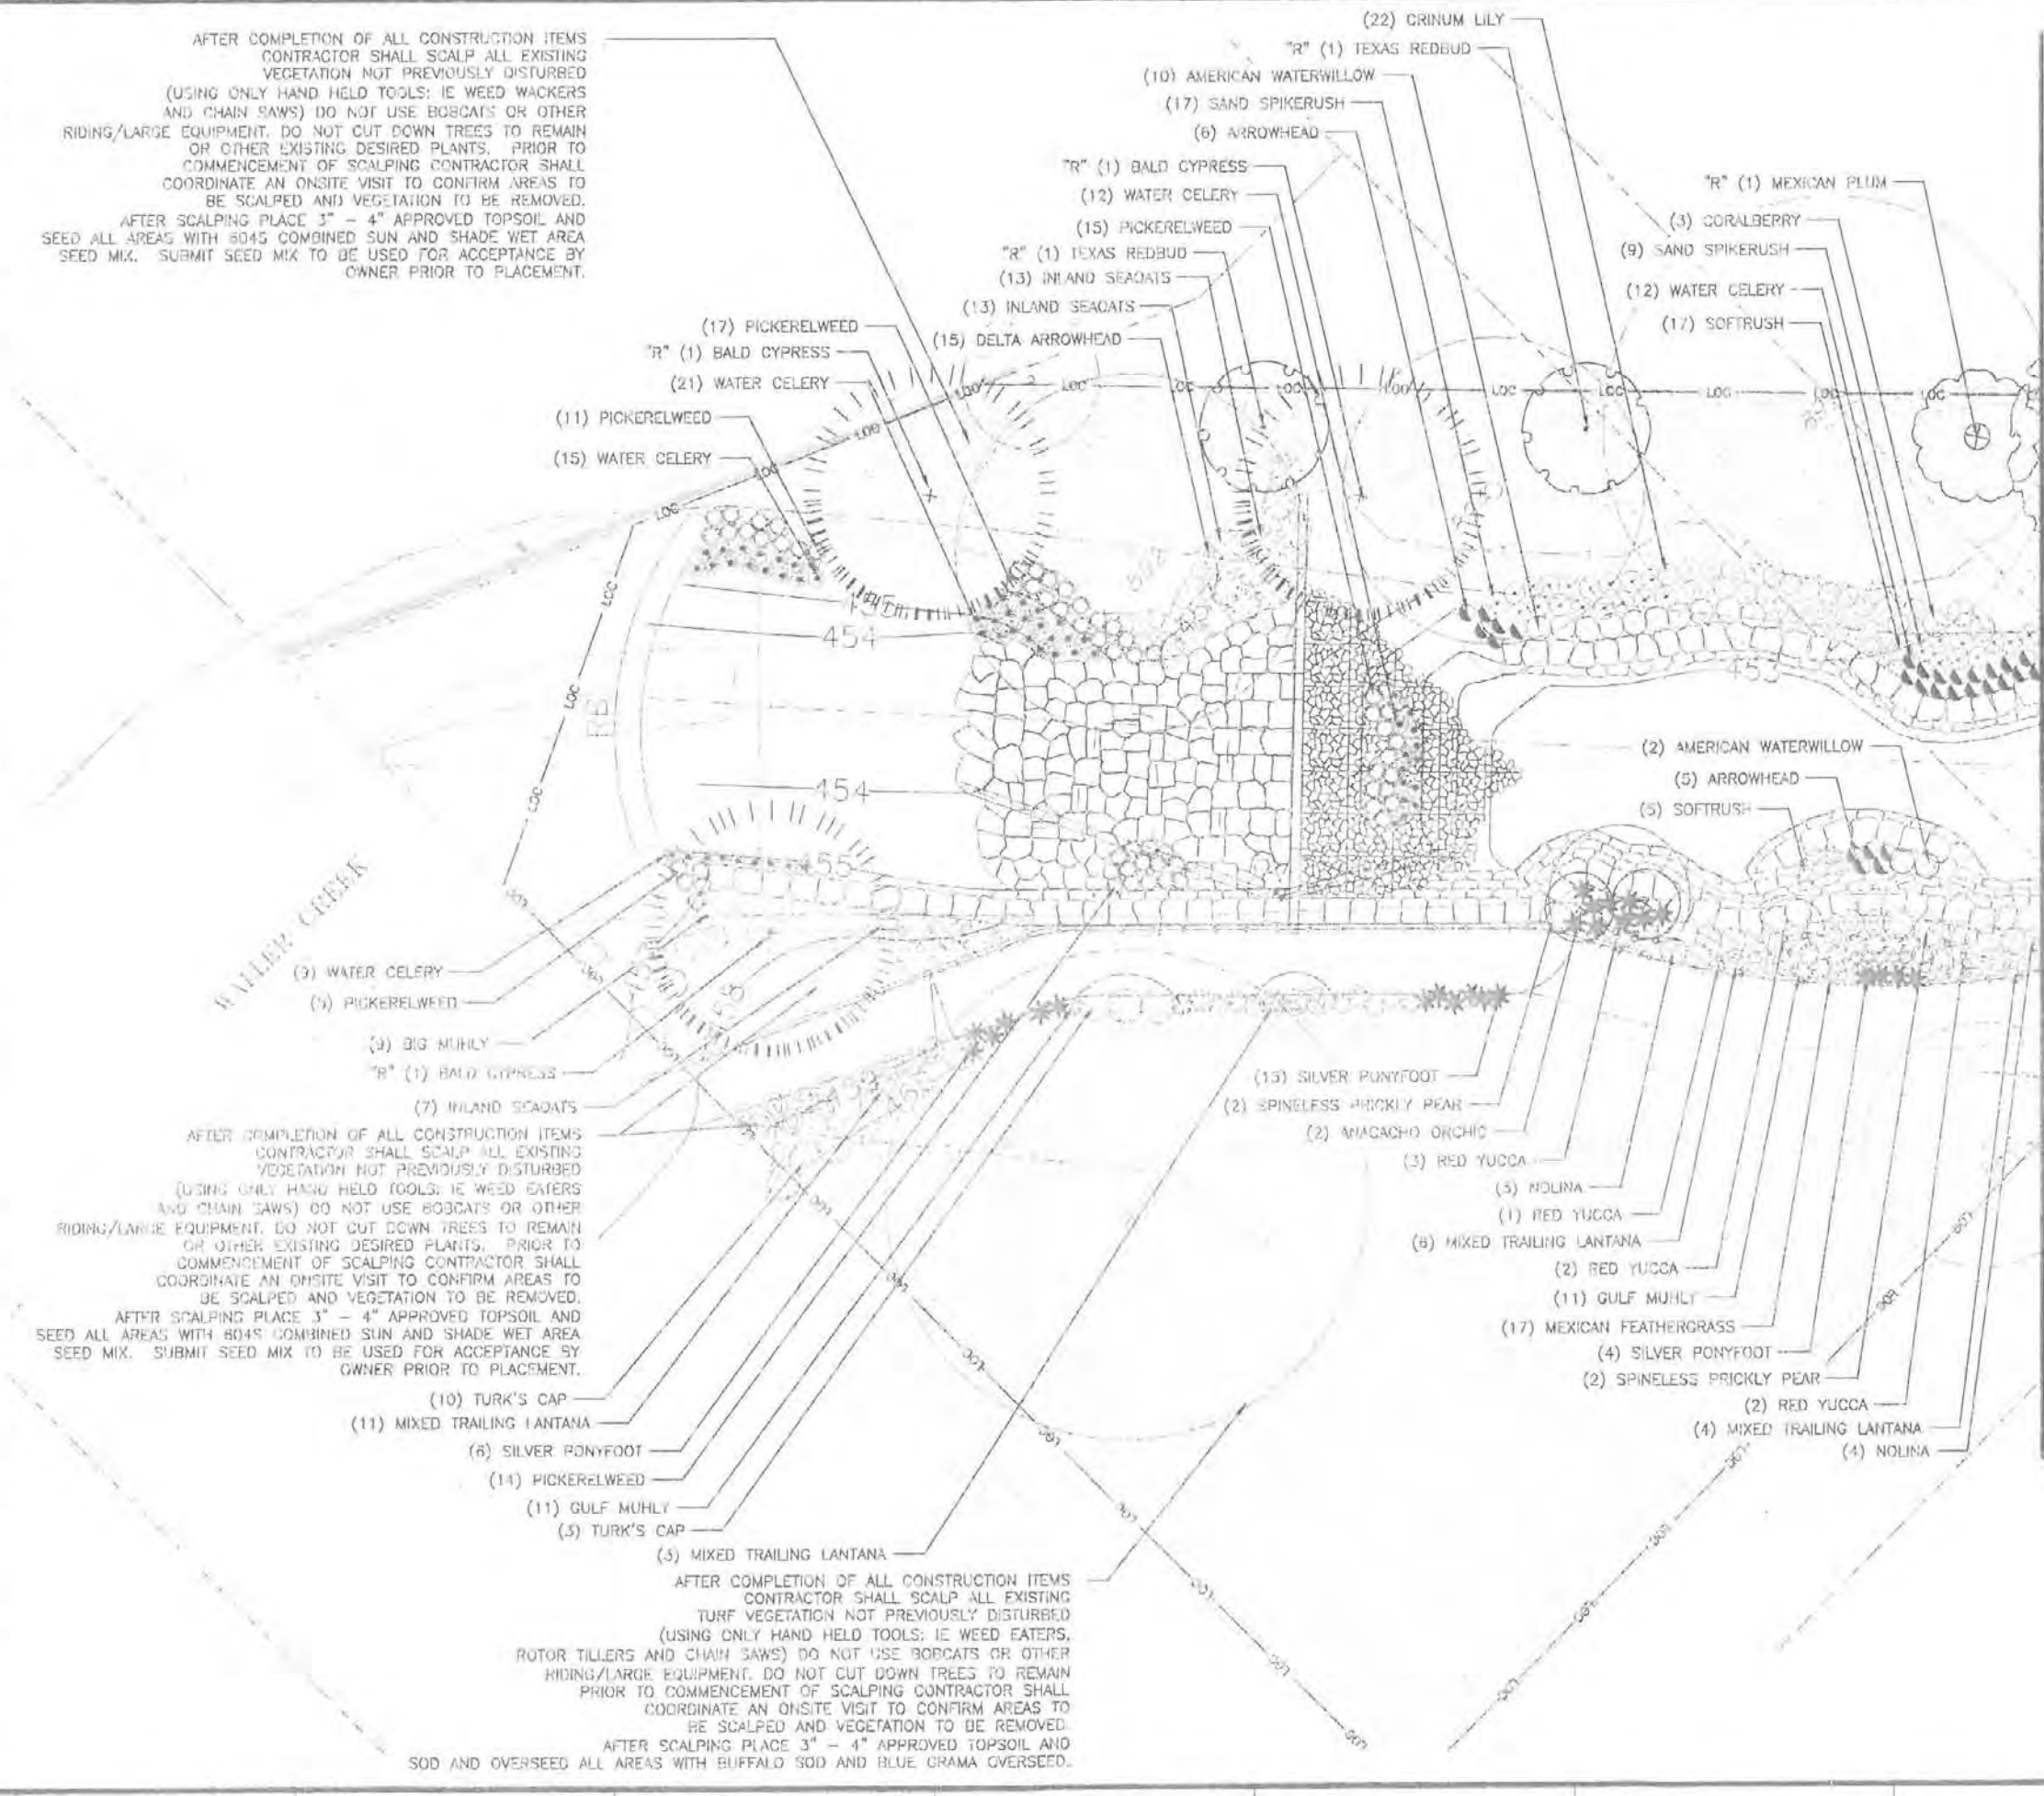 AFTER COMPLETION OF ALL CONSTRUCTION ITEMS
CONTRACTOR SHALL SCALP ALL EXISTING
VEGETATION NOT PREVIOUSLY DISTURBED
(USING ONLY HAND HELD TOOLS: IE WEED WACKERS
AND CHAIN SAWS) DO NOT USE BOBCATS OR OTHER
RIDING/LARGE EQUIPMENT. DO NOT CUT DOWN TREES TO REMAIN
OR OTHER EXISTING DESIRED PLANTS. PRIOR TO
COMMENCEMENT OF SCALPING CONTRACTOR SHALL
COORDINATE AN ONSITE VISIT TO CONFIRM AREAS TO
BE SCALPED AND VEGETATION TO BE REMOVED.
AFTER SCALPING PLACE 3" – 4" APPROVED TOPSOIL AND
SEED ALL AREAS WITH 604S COMBINED SUN AND SHADE WET AREA
SEED MIX. SUBMIT SEED MIX TO BE USED FOR ACCEPTANCE BY
OWNER PRIOR TO PLACEMENT.
(22) CRINUM LILY
"R" (1) TEXAS REDBUD
(10) AMERICAN WATERWILLOW
(17) SAND SPIKERUSH
(6) ARROWHEAD
"R" (1) BALD CYPRESS
(12) WATER CELERY
(15) PICKERELWEED
"R" (1) TEXAS REDBUD
(13) INLAND SEAOATS
(13) INLAND SEAOATS
(15) DELTA ARROWHEAD
"R" (1) MEXICAN PLUM
(3) CORALBERRY
(9) SAND SPIKERUSH
(12) WATER CELERY
(17) SOFTRUSH
(17) PICKERELWEED
"R" (1) BALD CYPRESS
(21) WATER CELERY
(11) PICKERELWEED
(15) WATER CELERY
LOC LOC LOC LOC LOC LOC LOC LOC LOC LOC
LOC
LOC
LOC
LOC
454
453
454
455
(2) AMERICAN WATERWILLOW
(5) ARROWHEAD
(5) SOFTRUSH
WALLER CREEK
(9) WATER CELERY
PICKERELWEED
(9) BIG MUHLY
"R" (1) BALD CYPRESS
(7) INLAND SEAOATS
AFTER COMPLETION OF ALL CONSTRUCTION ITEMS
CONTRACTOR SHALL SCALP ALL EXISTING
VEGETATION NOT PREVIOUSLY DISTURBED
(USING ONLY HAND HELD TOOLS: IE WEED EATERS
AND CHAIN SAWS) DO NOT USE BOBCATS OR OTHER
RIDING/LARGE EQUIPMENT. DO NOT CUT DOWN TREES TO REMAIN
OR OTHER EXISTING DESIRED PLANTS. PRIOR TO
COMMENCEMENT OF SCALPING CONTRACTOR SHALL
COORDINATE AN ONSITE VISIT TO CONFIRM AREAS TO
BE SCALPED AND VEGETATION TO BE REMOVED.
AFTER SCALPING PLACE 3" – 4" APPROVED TOPSOIL AND
SEED ALL AREAS WITH 604S COMBINED SUN AND SHADE WET AREA
SEED MIX. SUBMIT SEED MIX TO BE USED FOR ACCEPTANCE BY
OWNER PRIOR TO PLACEMENT.
(10) TURK'S CAP
(11) MIXED TRAILING LANTANA
(6) SILVER PONYFOOT
(14) PICKERELWEED
(11) GULF MUHLY
(3) TURK'S CAP
(3) MIXED TRAILING LANTANA
(13) SILVER PONYFOOT
(2) SPINELESS PRICKLY PEAR
(2) ANACACHO ORCHID
(3) RED YUCCA
NOLINA
(1) RED YUCCA
(6) MIXED TRAILING LANTANA
(2) RED YUCCA
(11) GULF MUHLY
(17) MEXICAN FEATHERGRASS
(4) SILVER PONYFOOT
(2) SPINELESS PRICKLY PEAR
(2) RED YUCCA
(4) MIXED TRAILING LANTANA
(4) NOLINA
AFTER COMPLETION OF ALL CONSTRUCTION ITEMS
CONTRACTOR SHALL SCALP ALL EXISTING
TURF VEGETATION NOT PREVIOUSLY DISTURBED
(USING ONLY HAND HELD TOOLS: IE WEED EATERS,
ROTOR TILLERS AND CHAIN SAWS) DO NOT USE BOBCATS OR OTHER
RIDING/LARGE EQUIPMENT. DO NOT CUT DOWN TREES TO REMAIN
PRIOR TO COMMENCEMENT OF SCALPING CONTRACTOR SHALL
COORDINATE AN ONSITE VISIT TO CONFIRM AREAS TO
BE SCALPED AND VEGETATION TO BE REMOVED
AFTER SCALPING PLACE 3" – 4" APPROVED TOPSOIL AND
SOD AND OVERSEED ALL AREAS WITH BUFFALO SOD AND BLUE GRAMA OVERSEED.